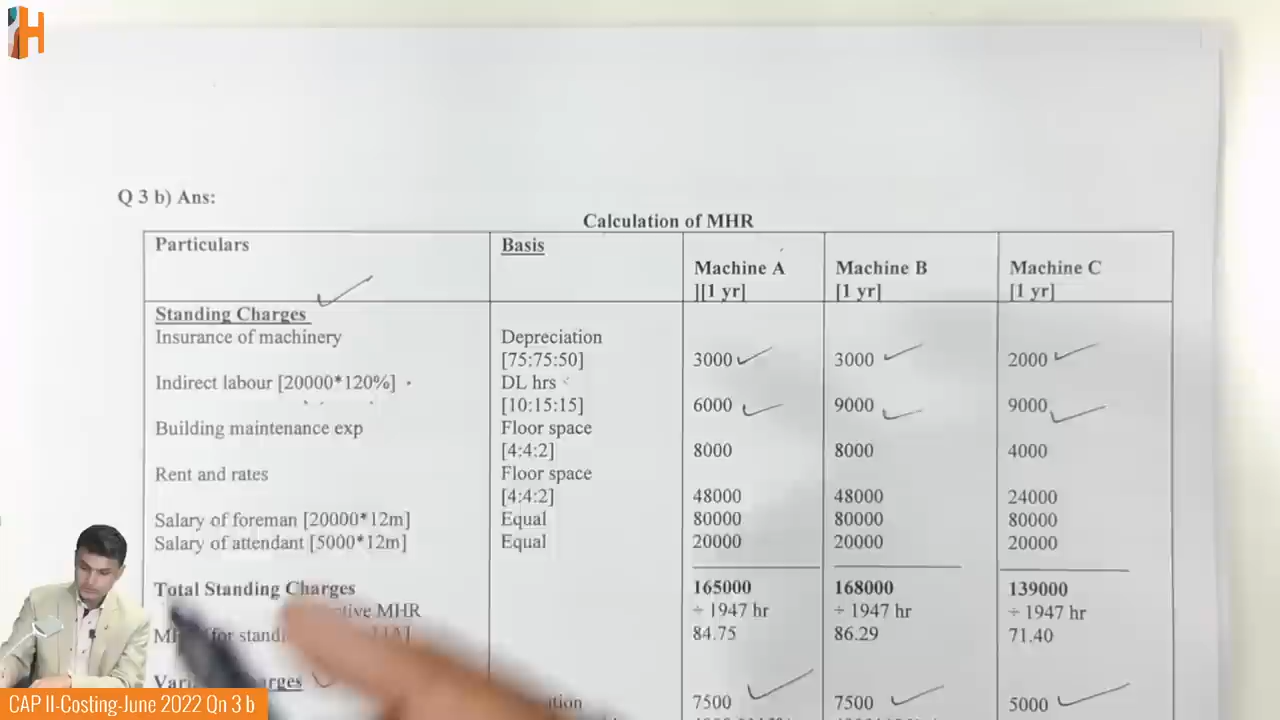 H
Q 3 b) Ans:
Calculation of MHR
Particulars Basis Machine A ][1 yr] Machine B [1 yr] Machine C [1 yr]
Standing Charges
Insurance of machinery Depreciation
[75:75:50] 3000 3000 2000
Indirect labour [20000*120%] DL hrs
[10:15:15] 6000 9000 9000
Building maintenance exp Floor space
[4:4:2] 8000 8000 4000
Rent and rates Floor space
[4:4:2] 48000 48000 24000
Salary of foreman [20000*12m] Equal 80000 80000 80000
Salary of attendant [5000*12m] Equal 20000 20000 20000
Total Standing Charges 165000 168000 139000
MHR ÷ 1947 hr ÷ 1947 hr ÷ 1947 hr
84.75 86.29 71.40
7500 7500 5000
CAP II-Costing-June 2022 Qn 3 b